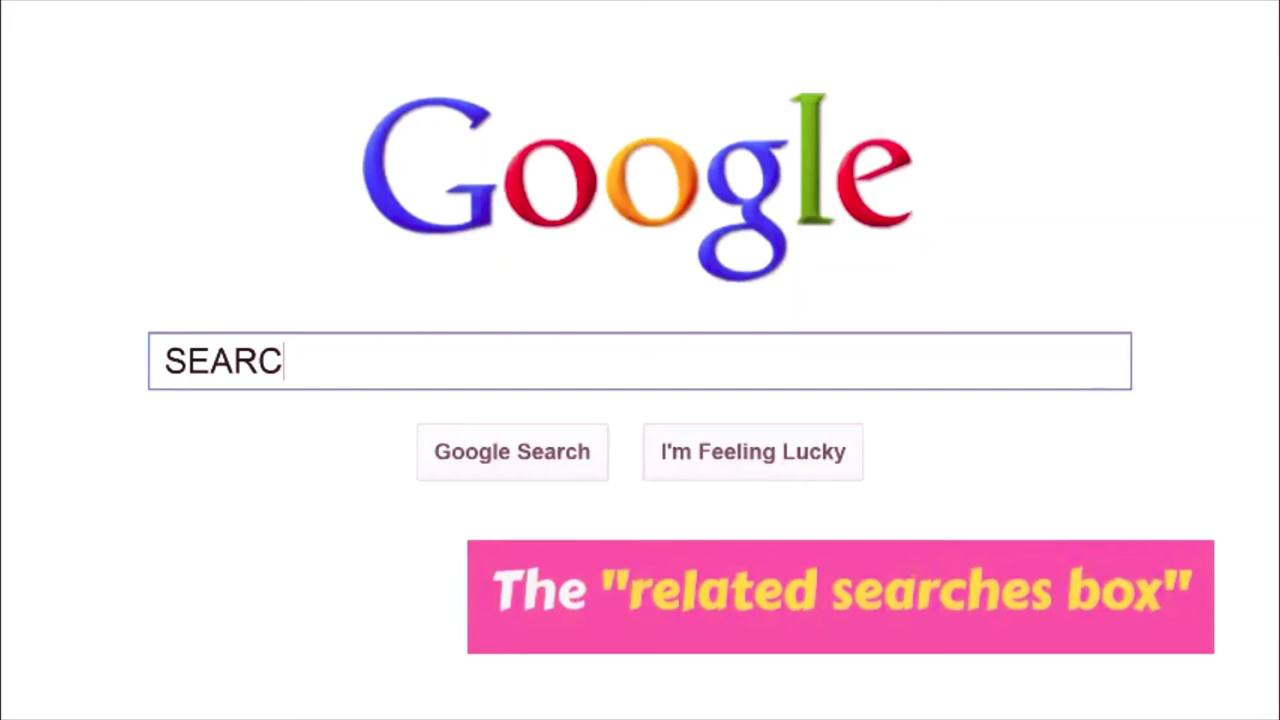 Google
SEARC
Google Search
I'm Feeling Lucky
The "related searches box"